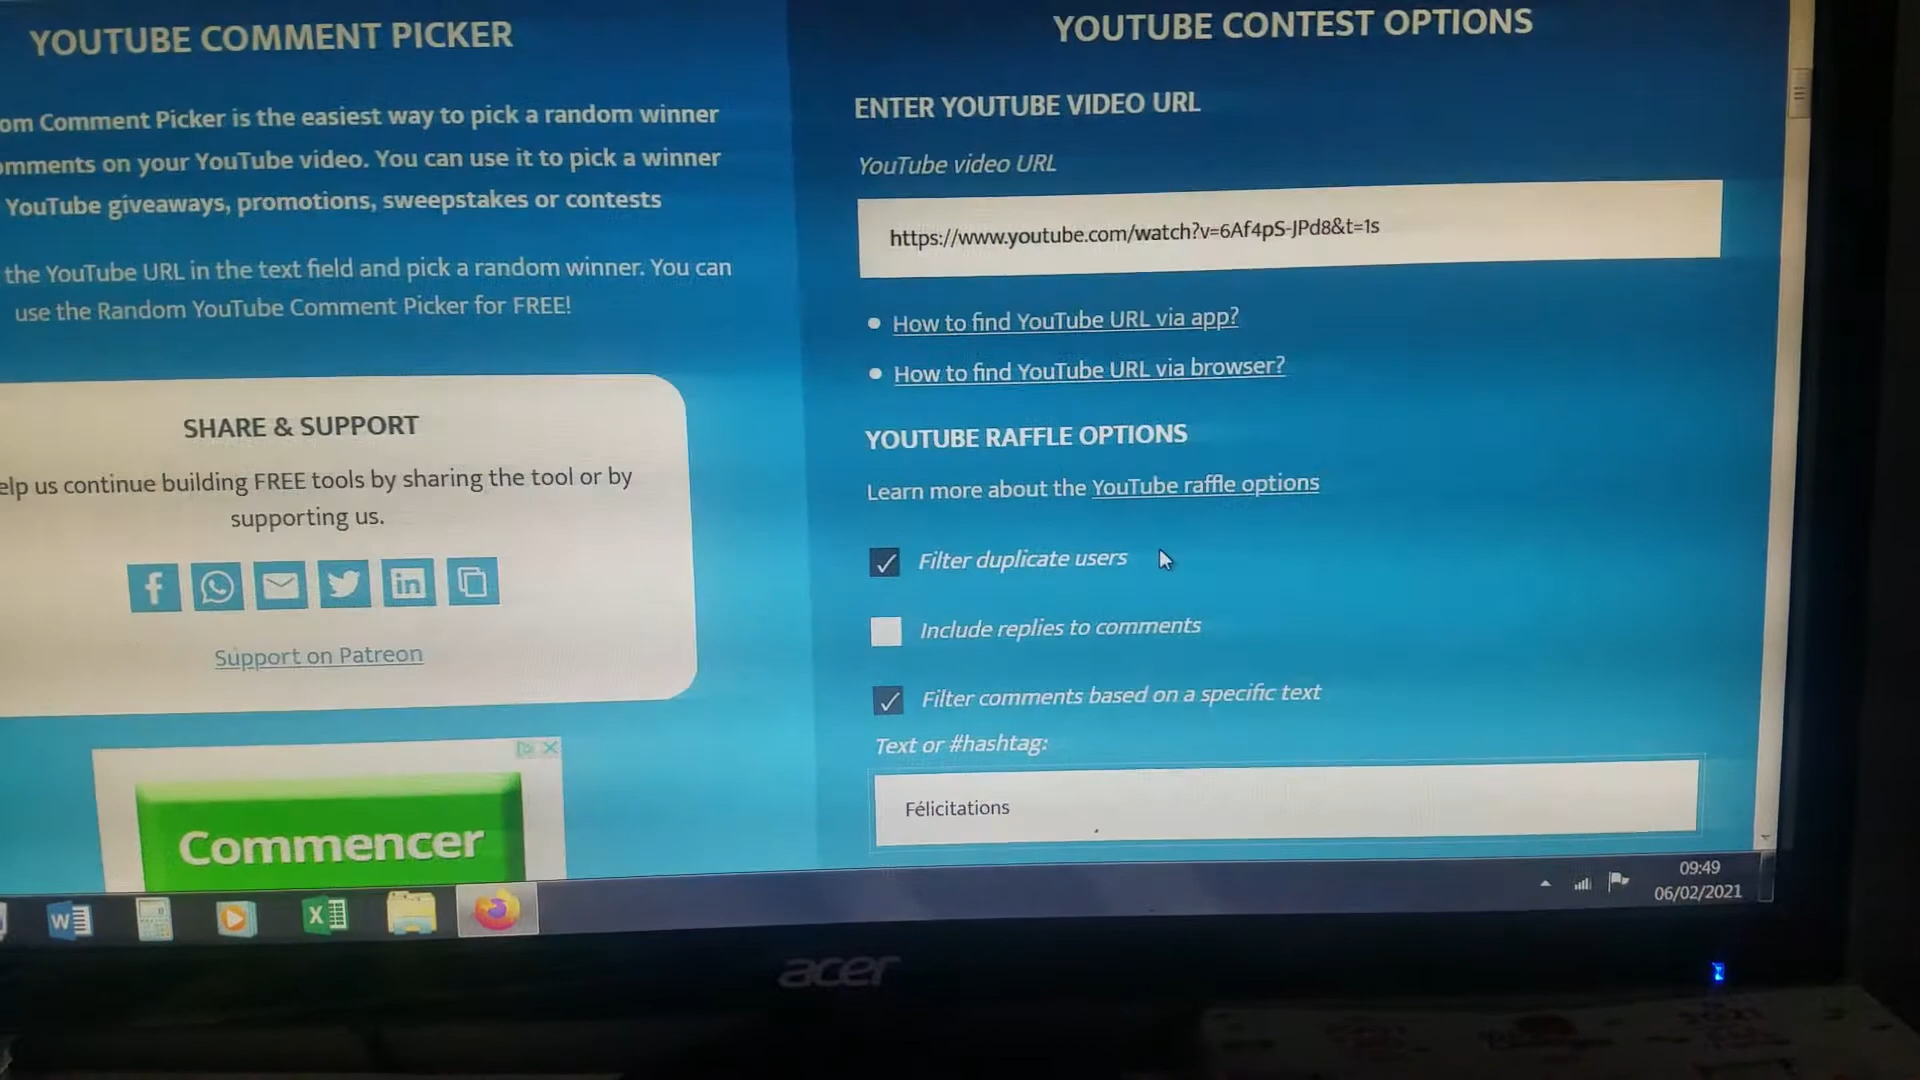 YOUTUBE COMMENT PICKER
om Comment Picker is the easiest way to pick a random winner
omments on your YouTube video. You can use it to pick a winner
YouTube giveaways, promotions, sweepstakes or contests
the YouTube URL in the text field and pick a random winner. You can
use the Random YouTube Comment Picker for FREE!
SHARE & SUPPORT
elp us continue building FREE tools by sharing the tool or by
supporting us.
Support on Patreon
Commencer
YOUTUBE CONTEST OPTIONS
ENTER YOUTUBE VIDEO URL
YouTube video URL
https://www.youtube.com/watch?v=6Af4pS-JPd8&t=1s
How to find YouTube URL via app?
How to find YouTube URL via browser?
YOUTUBE RAFFLE OPTIONS
Learn more about the YouTube raffle options
Filter duplicate users
Include replies to comments
Filter comments based on a specific text
Text or #hashtag:
Félicitations
09:49
06/02/2021
acer